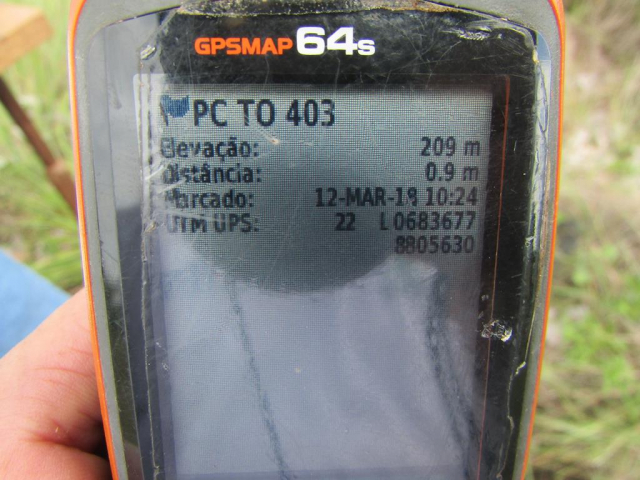 GPSMAP 64s
PC TO 403
Elevação: 209 m
Distância: 0.9 m
Marcado: 12-MAR-18 10:24
UTM UPS: 22 L 0683677
8805630